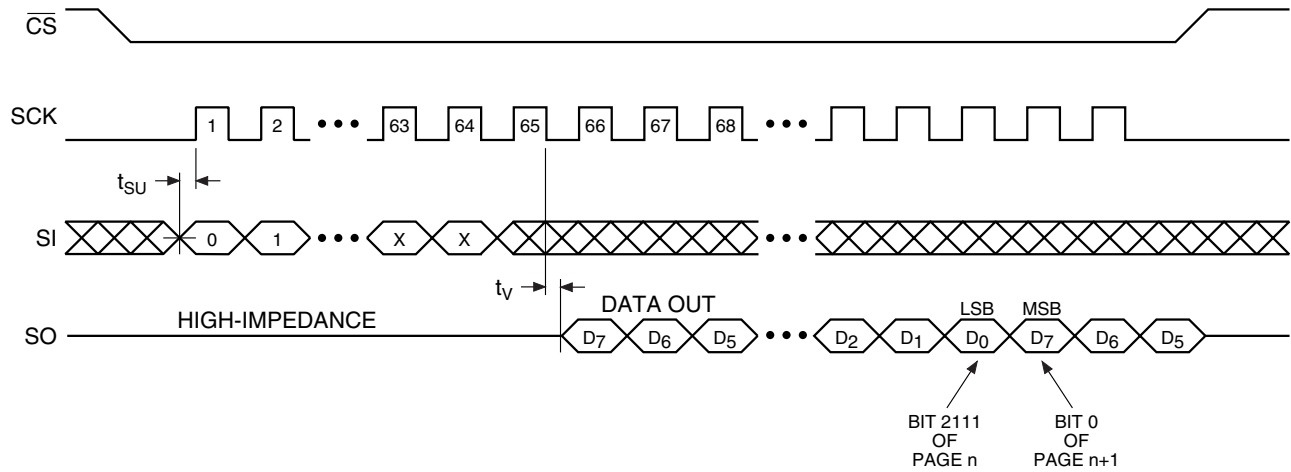 CS
SCK
1 2 ••• 63 64 65 66 67 68 •••
tSU
SI
0 1 ••• X X •••
tV
DATA OUT
LSB MSB
HIGH-IMPEDANCE
SO
D7 D6 D5 ••• D2 D1 D0 D7 D6 D5
BIT 2111
OF
PAGE n
BIT 0
OF
PAGE n+1